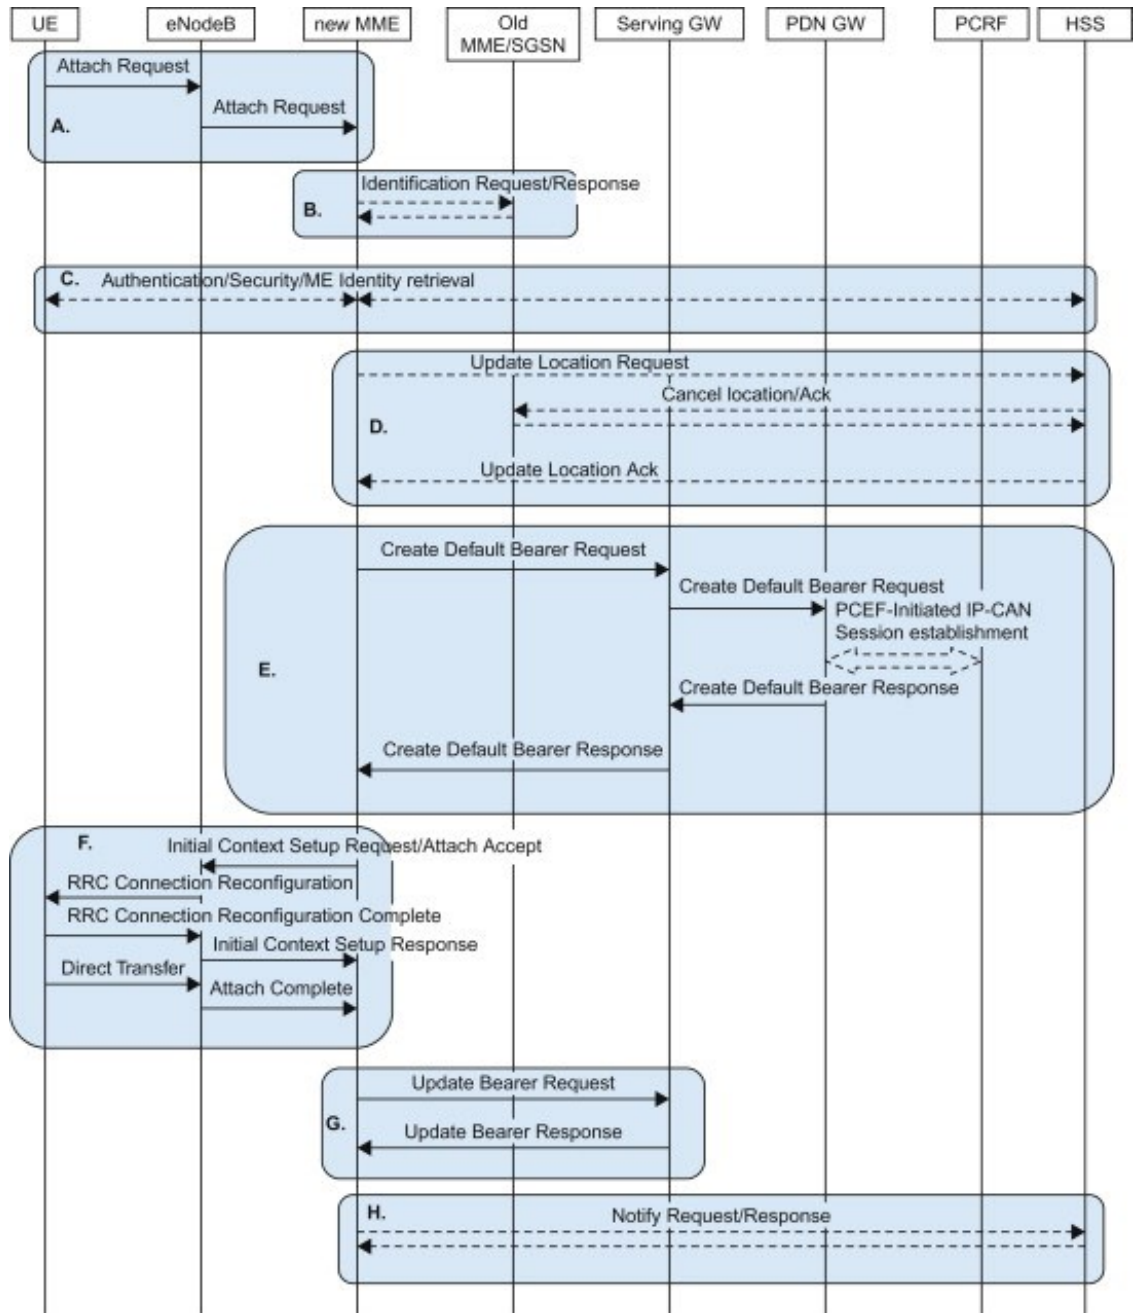 UE
eNodeB
new MME
Old
MME/SGSN
Serving GW
PDN GW
PCRF
HSS
Attach Request
Attach Request
A.
Identification Request/Response
B.
C.
Authentication/Security/ME Identity retrieval
Update Location Request
Cancel location/Ack
D.
Update Location Ack
Create Default Bearer Request
Create Default Bearer Request
PCEF-Initiated IP-CAN
Session establishment
E.
Create Default Bearer Response
Create Default Bearer Response
F.
Initial Context Setup Request/Attach Accept
RRC Connection Reconfiguration
RRC Connection Reconfiguration Complete
Initial Context Setup Response
Direct Transfer
Attach Complete
Update Bearer Request
G.
Update Bearer Response
H.
Notify Request/Response